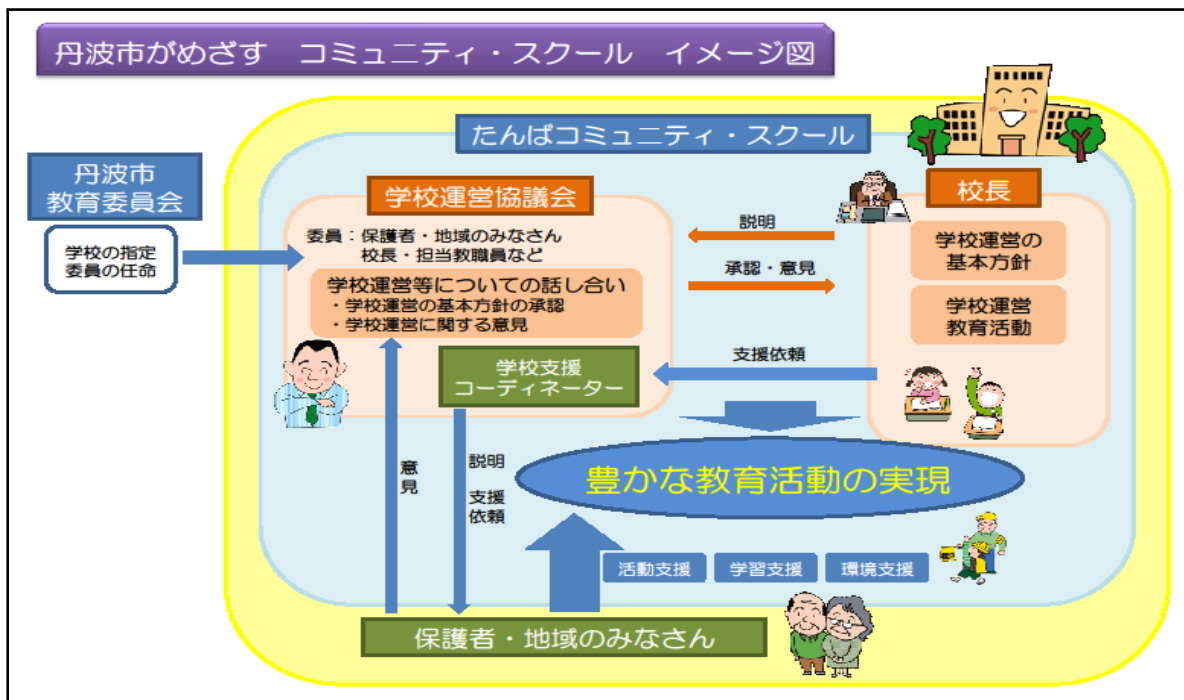 丹波市がめざす　コミュニティ・スクール　イメージ図
たんばコミュニティ・スクール
丹波市
教育委員会
学校の指定
委員の任命
学校運営協議会
委員：保護者・地域のみなさん
校長・担当教職員など
学校運営等についての話し合い
・学校運営の基本方針の承認
・学校運営に関する意見
学校支援
コーディネーター
説明
承認・意見
支援依頼
校長
学校運営の
基本方針
学校運営
教育活動
意見
説明
支援
依頼
豊かな教育活動の実現
活動支援
学習支援
環境支援
保護者・地域のみなさん